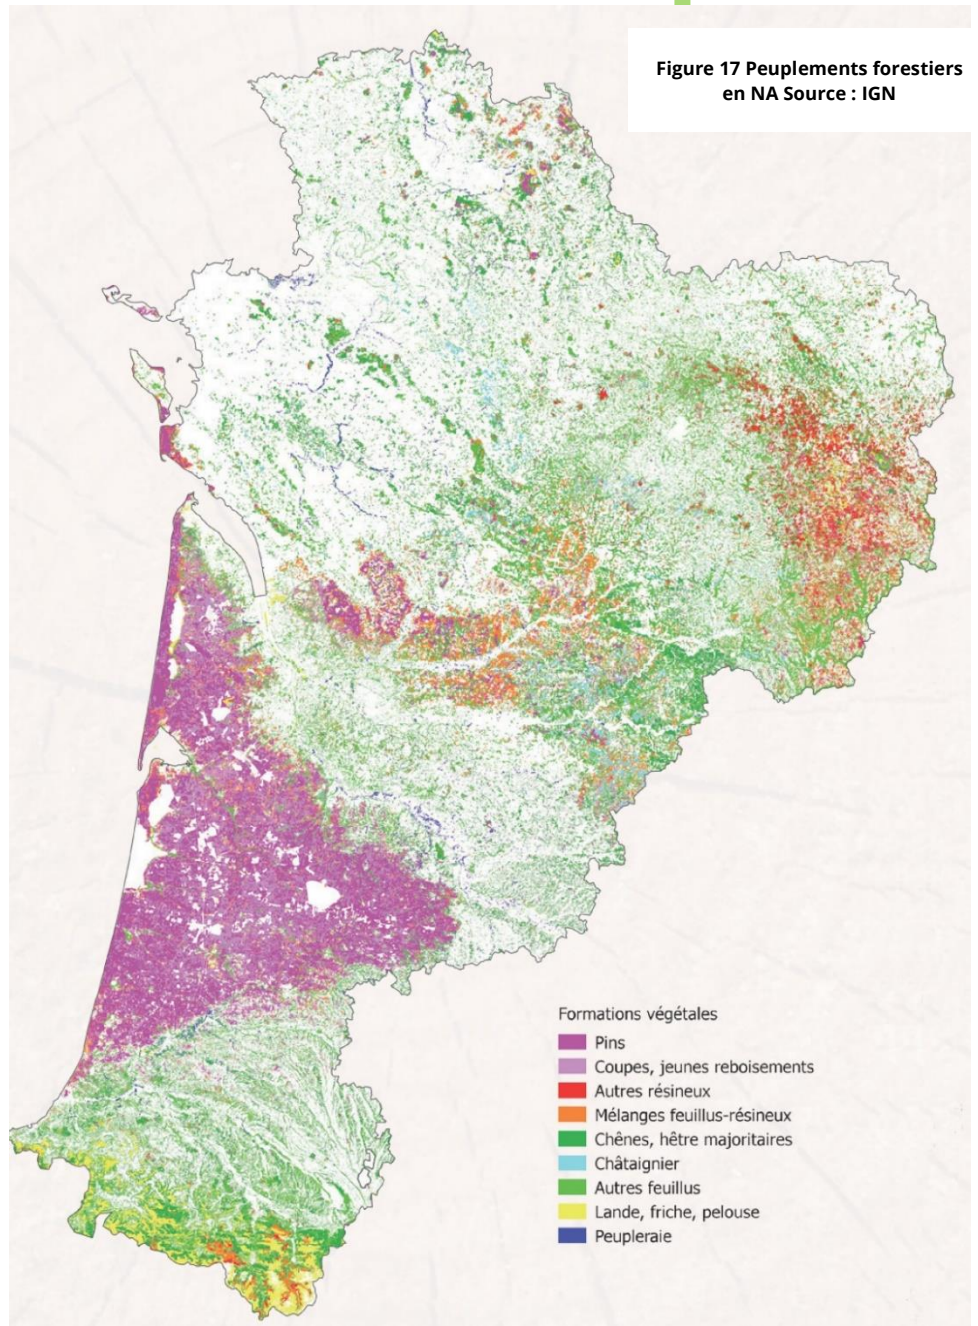 Figure 17 Peuplements forestiers
en NA Source : IGN
Formations végétales
Pins
Coupes, jeunes reboisements
Autres résineux
Mélanges feuillus-résineux
Chênes, hêtre majoritaires
Châtaignier
Autres feuillus
Lande, friche, pelouse
Peupleraie